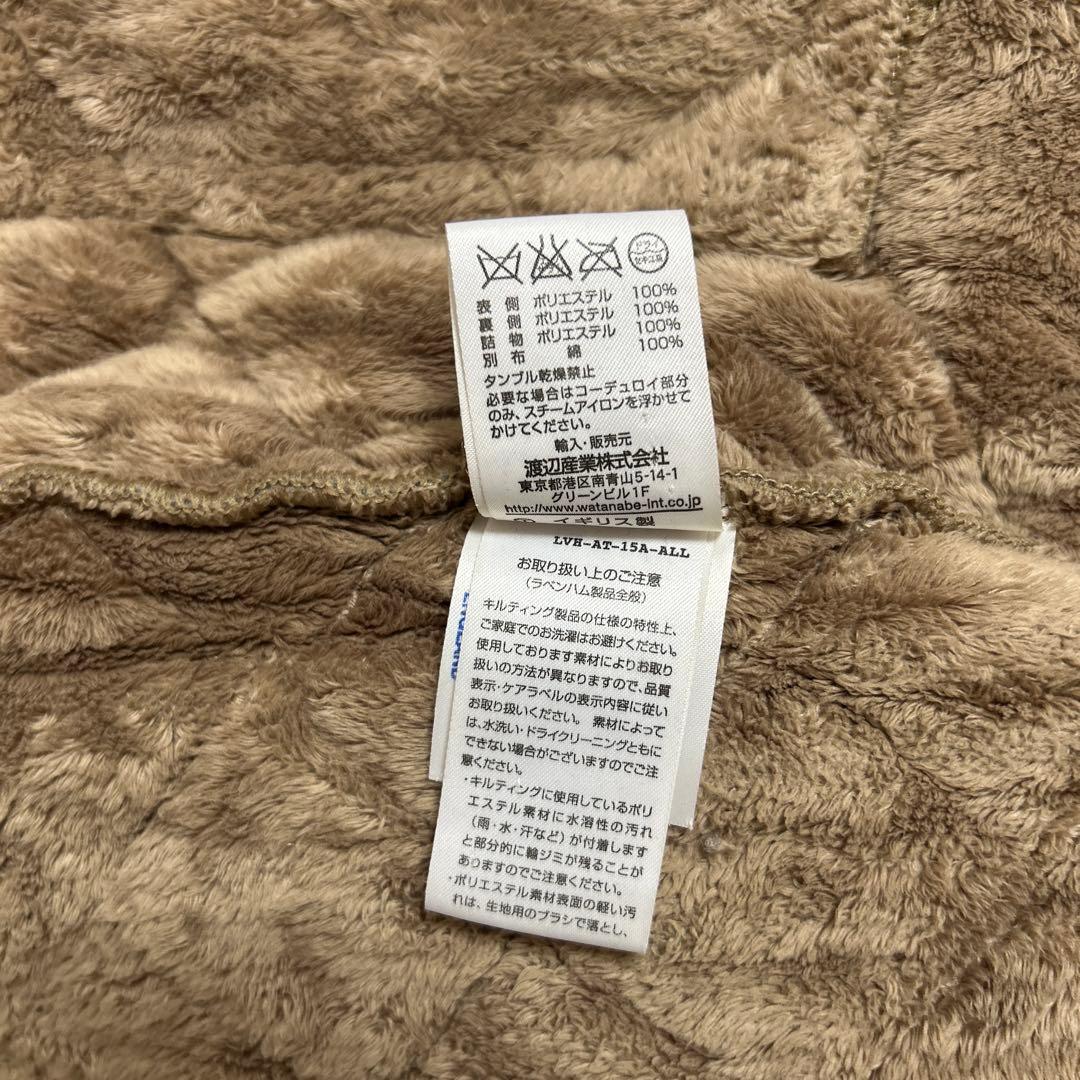 ドライ
セキユ系
表側 ポリエステル 100%
裏側 ポリエステル 100%
詰物 ポリエステル 100%
別布 綿 100%
タンブル乾燥禁止
必要な場合はコーデュロイ部分
のみ、スチームアイロンを浮かせて
かけてください。
輸入・販売元
渡辺産業株式会社
東京都港区南青山5-14-1
グリーンビル1F
http://www.watanabe-int.co.jp
イギリス製
LVH-AT-15A-ALL
お取り扱い上のご注意
(ラベンハム製品全般)
キルティング製品の仕様の特性上、
ご家庭でのお洗濯はお避けください。
使用しております素材によりお取り
扱いの方法が異なりますので、品質
表示・ケアラベルの表示内容に従い
お取り扱いください。 素材によって
は、水洗い・ドライクリーニングともに
できない場合がございますのでご注
意ください。
・キルティングに使用しているポリ
エステル素材に水溶性の汚れ
(雨・水・汗など)が付着します
と部分的に輪ジミが残ることが
ありますのでご注意ください。
・ポリエステル素材表面の軽い汚
れは、生地用のブラシで落とし、
ENGLAND